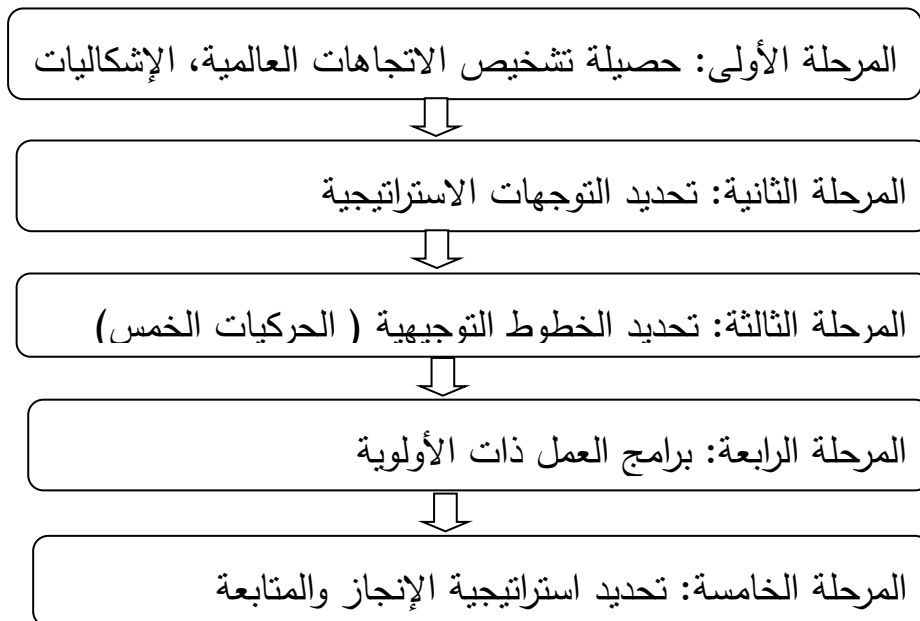 المرحلة الأولى: حصيلة تشخيص الاتجاهات العالمية، الإشكاليات
المرحلة الثانية: تحديد التوجهات الاستراتيجية
المرحلة الثالثة: تحديد الخطوط التوجيهية ( الحركيات الخمس)
المرحلة الرابعة: برامج العمل ذات الأولوية
المرحلة الخامسة: تحديد استراتيجية الإنجاز والمتابعة